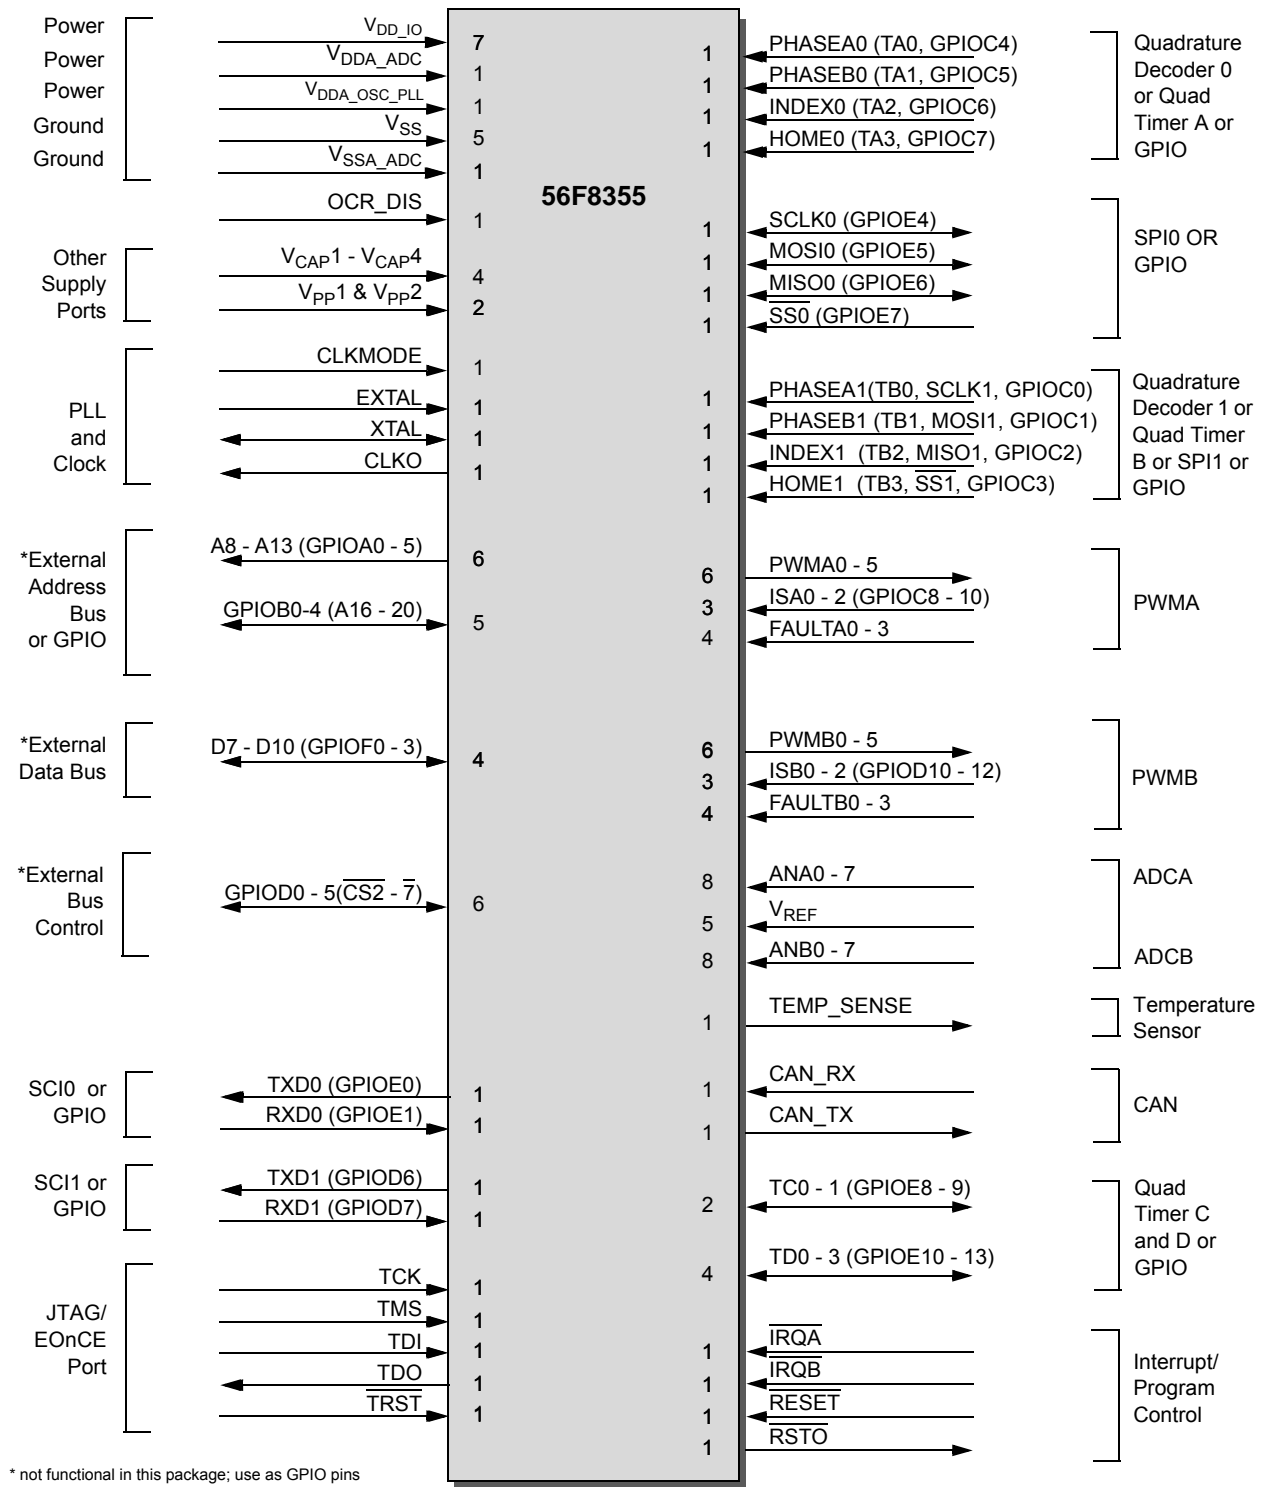 56F8355
Power
V_DD_IO
7
Power
V_DDA_ADC
1
Power
V_DDA_OSC_PLL
1
Ground
V_SS
5
Ground
V_SSA_ADC
1
OCR_DIS
1
Other
Supply
Ports
V_CAP1 - V_CAP4
4
V_PP1 & V_PP2
2
PLL
and
Clock
CLKMODE
1
EXTAL
1
XTAL
1
CLKO
1
*External
Address
Bus
or GPIO
A8 - A13 (GPIOA0 - 5)
6
GPIOB0-4 (A16 - 20)
5
*External
Data Bus
D7 - D10 (GPIOF0 - 3)
4
*External
Bus
Control
GPIOD0 - 5(CS2 - 7)
6
SCI0 or
GPIO
TXD0 (GPIOE0)
1
RXD0 (GPIOE1)
1
SCI1 or
GPIO
TXD1 (GPIOD6)
1
RXD1 (GPIOD7)
1
JTAG/
EOnCE
Port
TCK
1
TMS
1
TDI
1
TDO
1
TRST
1
1
PHASEA0 (TA0, GPIOC4)
1
PHASEB0 (TA1, GPIOC5)
1
INDEX0 (TA2, GPIOC6)
1
HOME0 (TA3, GPIOC7)
Quadrature
Decoder 0
or Quad
Timer A or
GPIO
1
SCLK0 (GPIOE4)
1
MOSI0 (GPIOE5)
1
MISO0 (GPIOE6)
1
SS0 (GPIOE7)
SPI0 OR
GPIO
1
PHASEA1(TB0, SCLK1, GPIOC0)
1
PHASEB1 (TB1, MOSI1, GPIOC1)
1
INDEX1 (TB2, MISO1, GPIOC2)
1
HOME1 (TB3, SS1, GPIOC3)
Quadrature
Decoder 1 or
Quad Timer
B or SPI1 or
GPIO
6
PWMA0 - 5
3
ISA0 - 2 (GPIOC8 - 10)
4
FAULTA0 - 3
PWMA
6
PWMB0 - 5
3
ISB0 - 2 (GPIOD10 - 12)
4
FAULTB0 - 3
PWMB
8
ANA0 - 7
ADCA
5
V_REF
8
ANB0 - 7
ADCB
1
TEMP_SENSE
Temperature
Sensor
1
CAN_RX
1
CAN_TX
CAN
2
TC0 - 1 (GPIOE8 - 9)
4
TD0 - 3 (GPIOE10 - 13)
Quad
Timer C
and D or
GPIO
1
IRQA
1
IRQB
1
RESET
1
RSTO
Interrupt/
Program
Control
* not functional in this package; use as GPIO pins